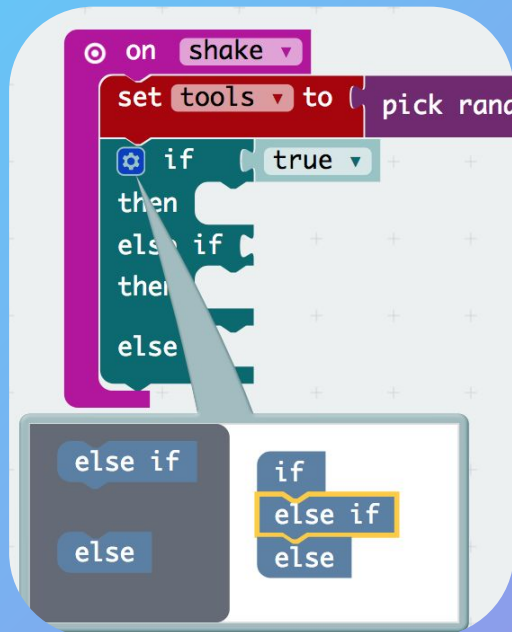 on shake
set tools to pick rand
if true
then
else if
then
else
else if
else
if
else if
else